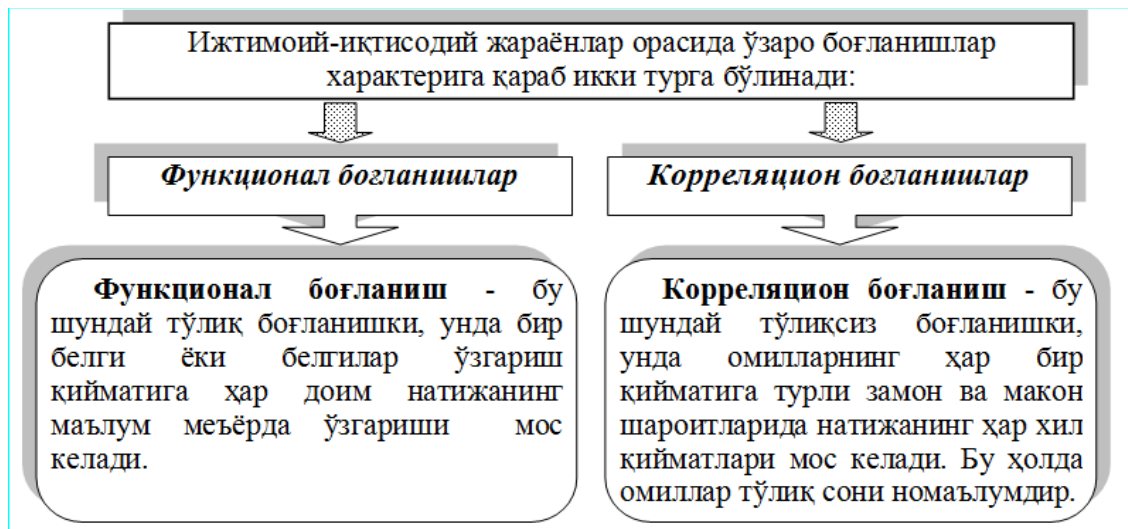 Ижтимоий-иқтисодий жараёнлар орасида ўзаро боғланишлар
характерига қараб икки турга бўлинади:
Функционал боғланишлар
Функционал боғланиш - бу
шундай тўлиқ боғланишки, унда бир
белги ёки белгилар ўзгариш
қийматига ҳар доим натижанинг
маълум меъёрда ўзгариши мос
келади.
Корреляцион боғланишлар
Корреляцион боғланиш - бу
шундай тўлиқсиз боғланишки,
унда омилларнинг ҳар бир
қийматига турли замон ва макон
шароитларида натижанинг ҳар хил
қийматлари мос келади. Бу ҳолда
омиллар тўлиқ сони номаълумдир.